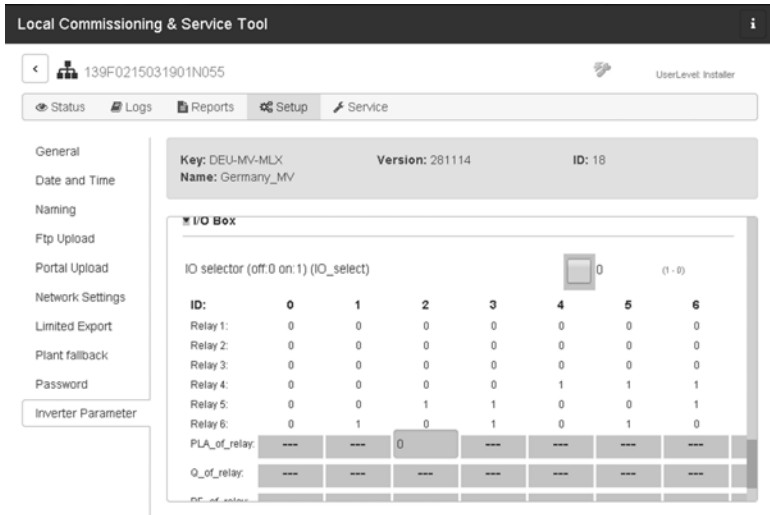 Local Commissioning & Service Tool
i
139F0215031901N055
UserLevel: Installer
Status Logs Reports Setup Service
General
Date and Time
Naming
Ftp Upload
Portal Upload
Network Settings
Limited Export
Plant fallback
Password
Inverter Parameter
Key: DEU-MV-MLX Version: 281114 ID: 18
Name: Germany_MV
I/O Box
IO selector (off:0 on:1) (IO_select) 0 (1 - 0)
ID: 0 1 2 3 4 5 6
Relay 1: 0 0 0 0 0 0 0
Relay 2: 0 0 0 0 0 0 0
Relay 3: 0 0 0 0 0 0 0
Relay 4: 0 0 0 0 1 1 1
Relay 5: 0 0 1 1 0 0 1
Relay 6: 0 1 0 1 0 1 0
PLA_of_relay: --- --- 0 --- --- --- ---
Q_of_relay: --- --- --- --- --- --- ---